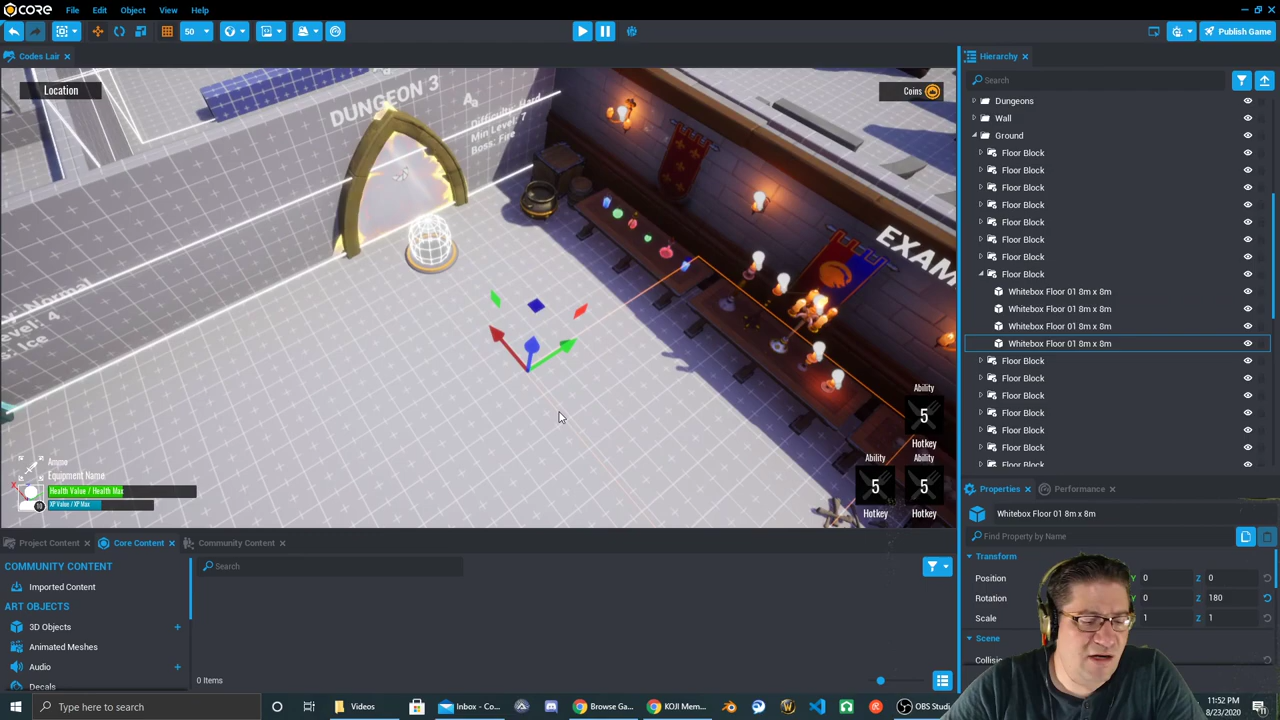 CORE
File Edit Object View Help
50
Publish Game
Codes Lair
Hierarchy
Location
Coins
Search
Dungeons
Wall
Ground
Floor Block
Floor Block
Floor Block
Floor Block
Floor Block
Floor Block
Floor Block
Floor Block
Whitebox Floor 01 8m x 8m
Whitebox Floor 01 8m x 8m
Whitebox Floor 01 8m x 8m
Whitebox Floor 01 8m x 8m
Floor Block
Floor Block
Floor Block
Floor Block
Floor Block
Floor Block
Floor Block
DUNGEON 3
Aa
Difficulty: Hard
Min Level: 7
Boss: Fire
EXAM
Normal
Level: 4
s: Ice
Ability
5
Hotkey
Ability Ability
5 5
Hotkey Hotkey
Ammo
Equipment Name
Health Value / Health Max
XP Value / XP Max
10
Properties Performance
Whitebox Floor 01 8m x 8m
Find Property by Name
Transform
Position Y 0 Z 0
Rotation 0 Z 180
Scale 1 Z 1
Scene
Collisio
Project Content Core Content Community Content
COMMUNITY CONTENT
Imported Content
ART OBJECTS
3D Objects
Animated Meshes
Audio
Decals
Search
0 Items
Type here to search
Videos
Inbox - Co...
Browse Ga...
KOJI Mem...
OBS Studi
11:52 PM
8/23/2020